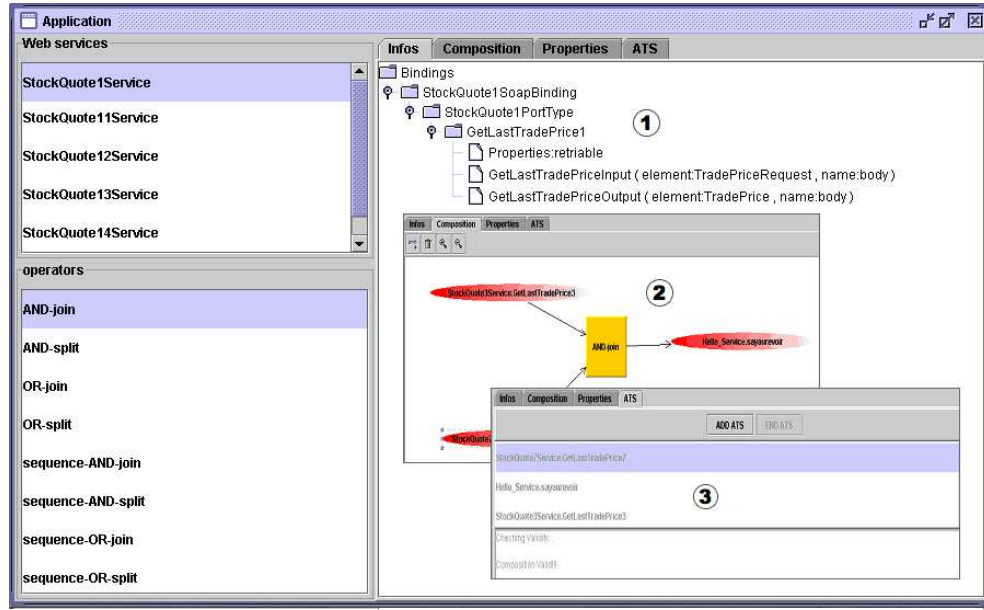 Application
Web services
StockQuote1Service
StockQuote11Service
StockQuote12Service
StockQuote13Service
StockQuote14Service
operators
AND-join
AND-split
OR-join
OR-split
sequence-AND-join
sequence-AND-split
sequence-OR-join
sequence-OR-split
Infos Composition Properties ATS
Bindings
StockQuote1SoapBinding
StockQuote1PortType
GetLastTradePrice1
Properties:retriable
GetLastTradePriceInput ( element:TradePriceRequest , name:body )
GetLastTradePriceOutput ( element:TradePrice , name:body )
1
Infos Composition Properties ATS
StockQuote3Service.GetLastTradePrice3
2
AND-join
Hello_Service.sayaurevoir
StockQuote
Infos Composition Properties ATS
ADD ATS END ATS
StockQuote7Service.GetLastTradePrice7
Hello_Service.sayaurevoir
3
StockQuote3Service.GetLastTradePrice3
Checking Validity...
Composition Valid!!